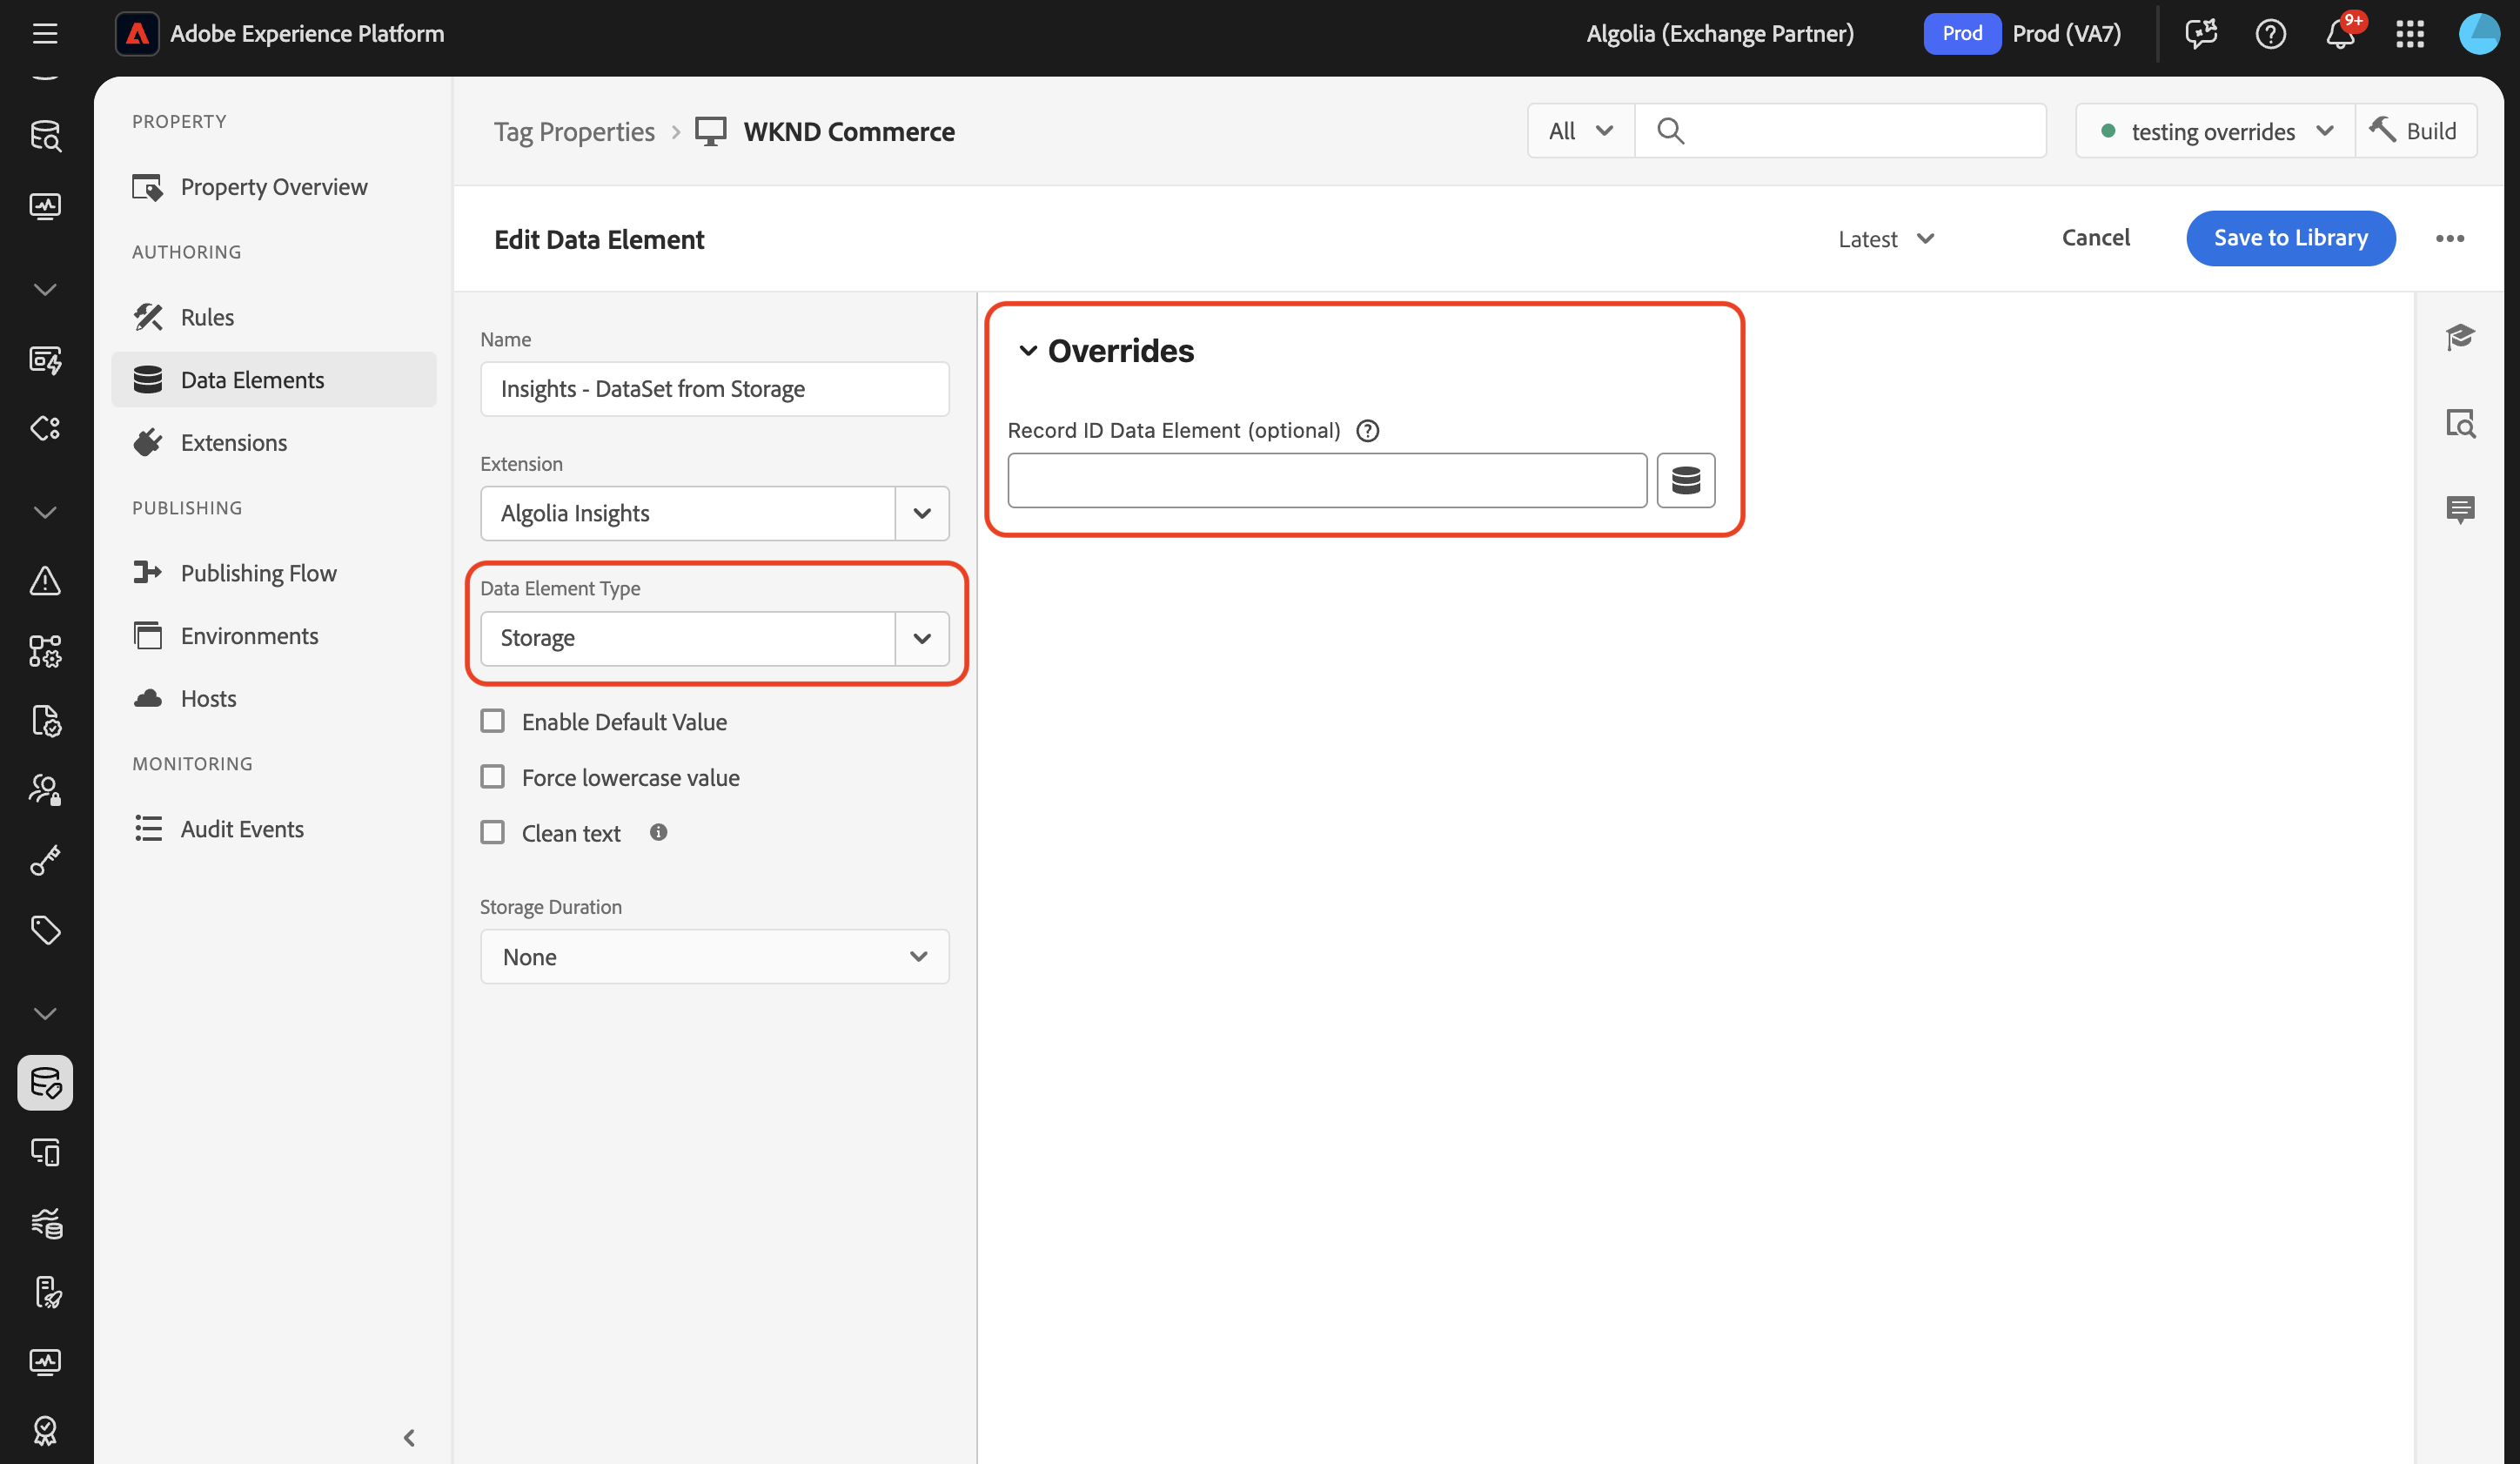 Adobe Experience Platform
Algolia (Exchange Partner)
Prod
Prod (VA7)
9+
PROPERTY
Property Overview
AUTHORING
Rules
Data Elements
Extensions
PUBLISHING
Publishing Flow
Environments
Hosts
MONITORING
Audit Events
Tag Properties
WKND Commerce
All
testing overrides
Build
Edit Data Element
Latest
Cancel
Save to Library
Name
Insights - DataSet from Storage
Extension
Algolia Insights
Data Element Type
Storage
Enable Default Value
Force lowercase value
Clean text
Storage Duration
None
Overrides
Record ID Data Element (optional)